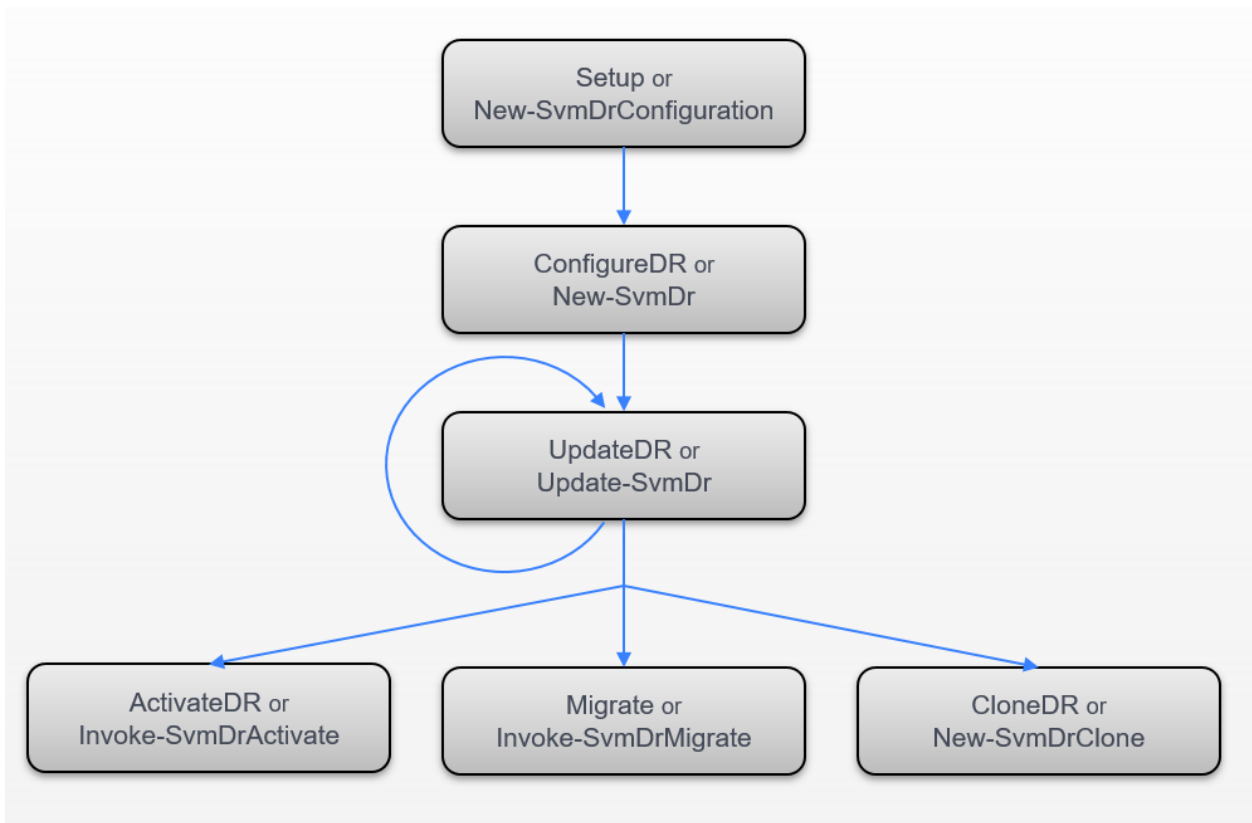 Setup or
New-SvmDrConfiguration
ConfigureDR or
New-SvmDr
UpdateDR or
Update-SvmDr
ActivateDR or
Invoke-SvmDrActivate
Migrate or
Invoke-SvmDrMigrate
CloneDR or
New-SvmDrClone